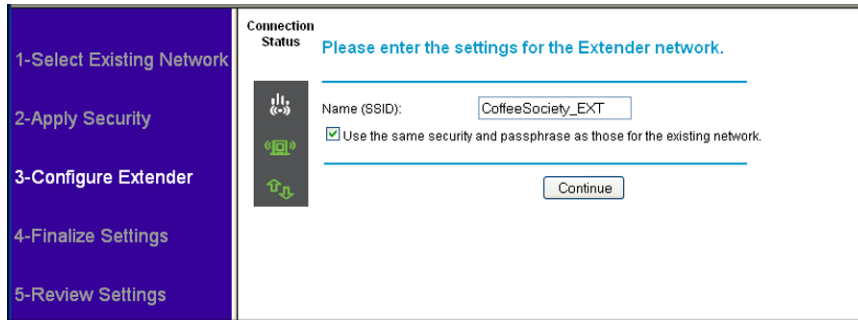 1-Select Existing Network
2-Apply Security
3-Configure Extender
4-Finalize Settings
5-Review Settings
Connection
Status
Please enter the settings for the Extender network.
Name (SSID):
CoffeeSociety_EXT
Use the same security and passphrase as those for the existing network.
Continue